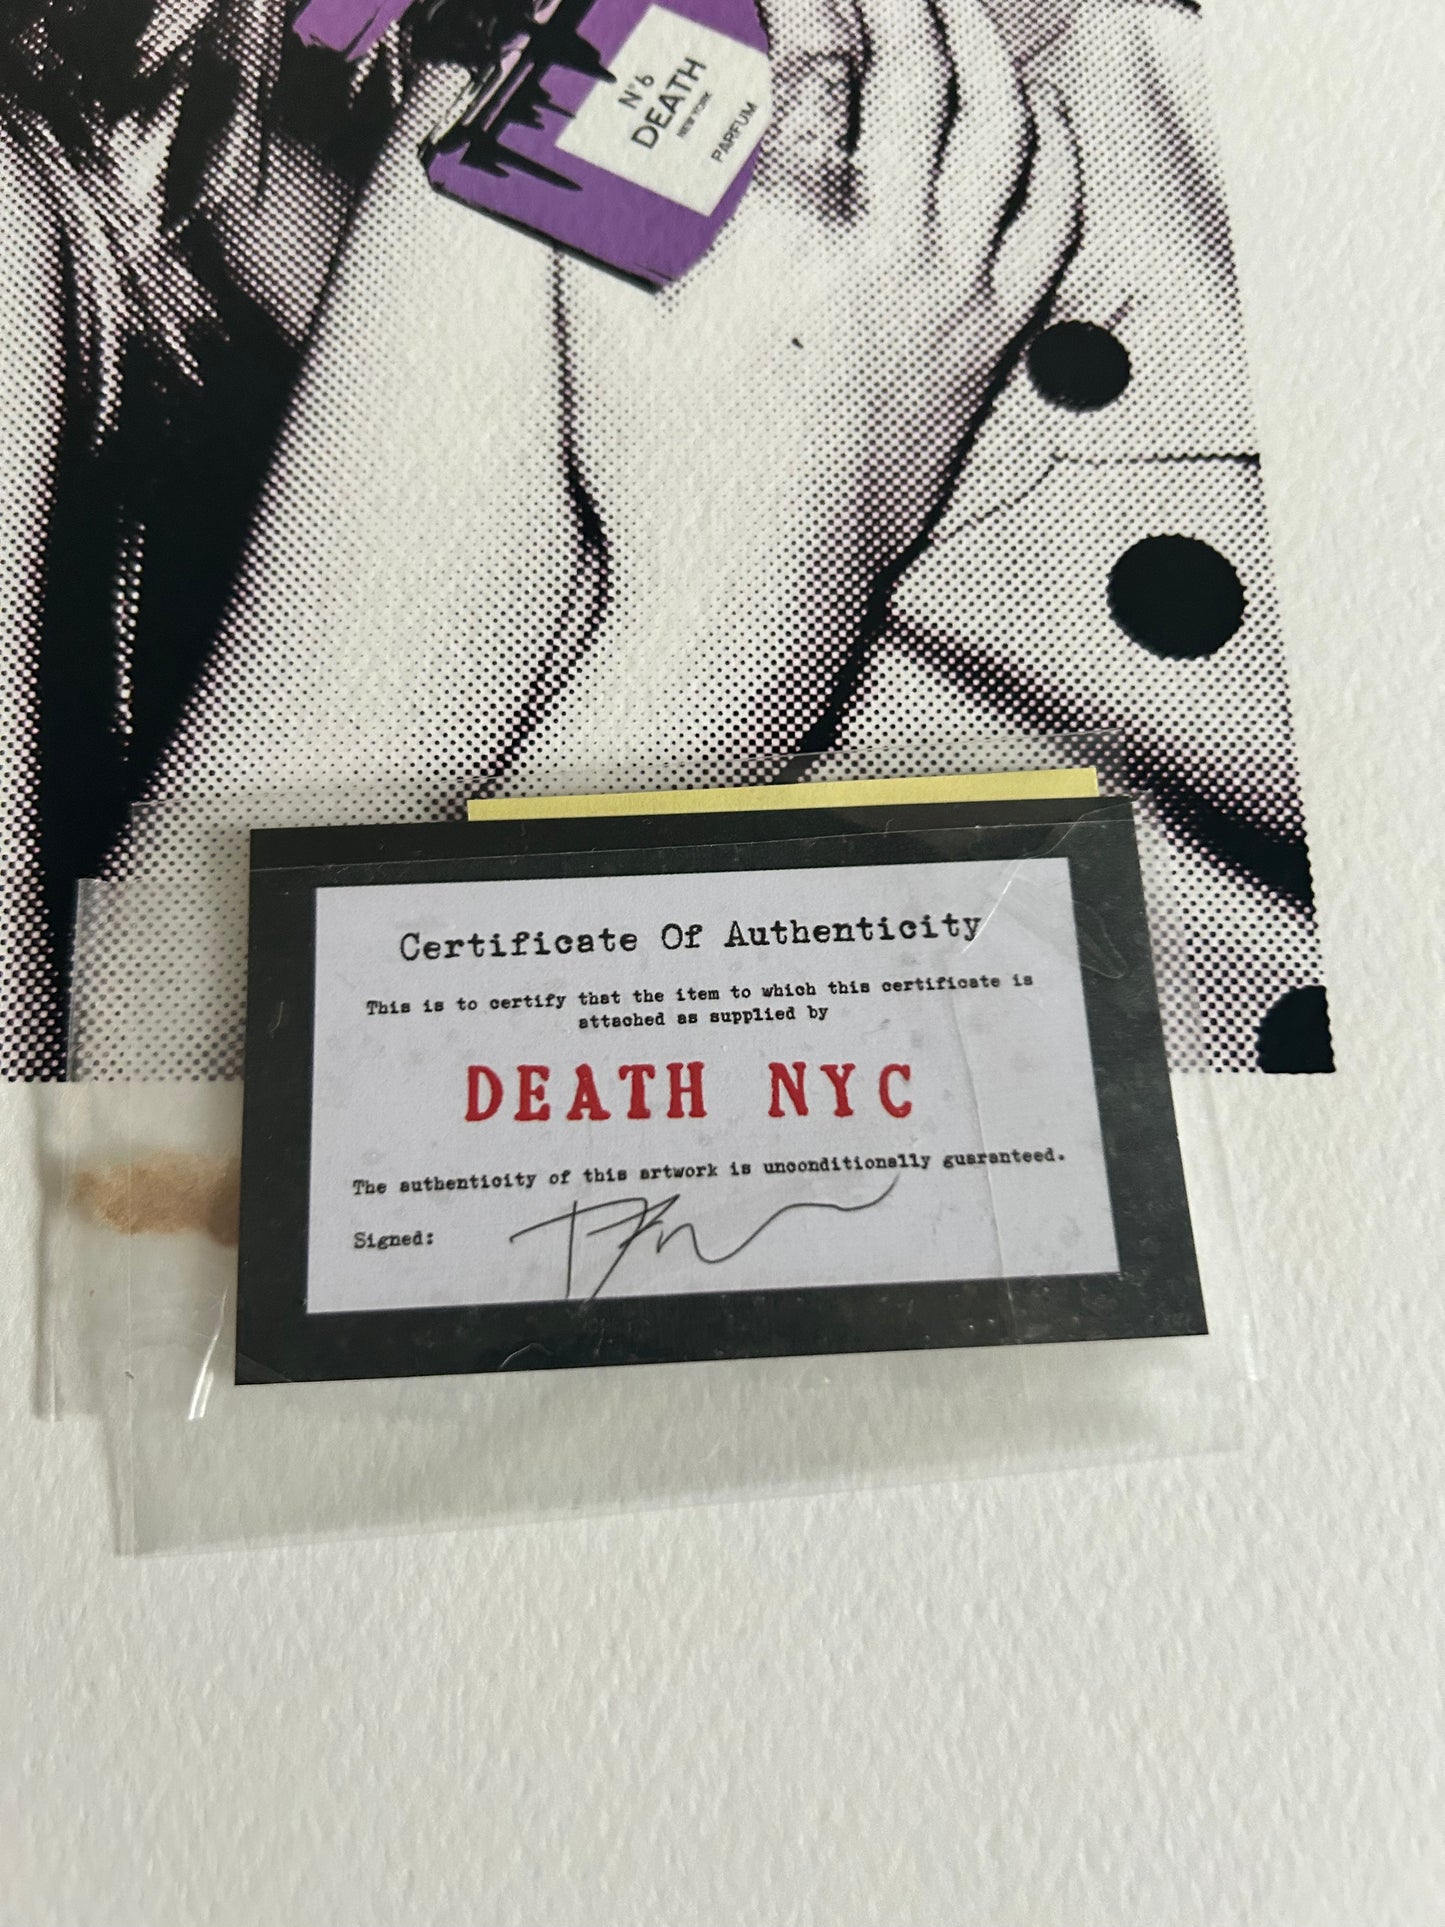 N°6
DEATH
NEW YORK
PARFUM
Certificate Of Authenticity
This is to certify that the item to which this certificate is
attached as supplied by
DEATH NYC
The authenticity of this artwork is unconditionally guaranteed.
Signed: